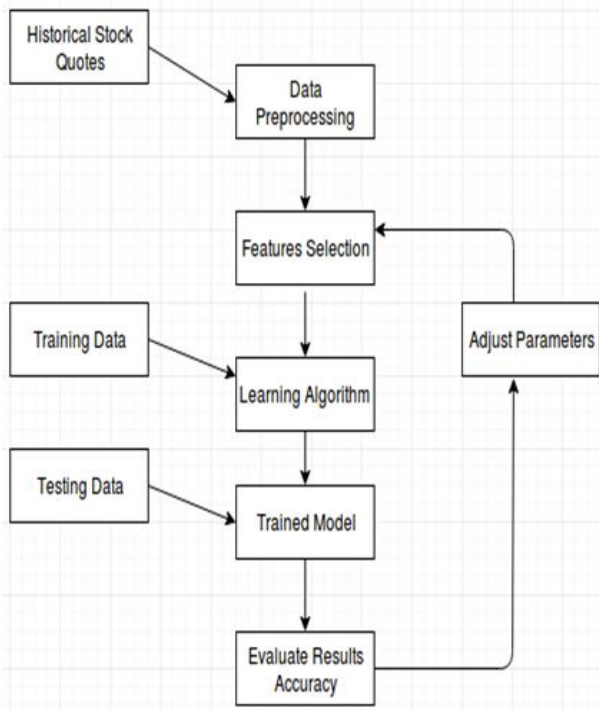 Historical Stock
Quotes
Data
Preprocessing
Features Selection
Training Data
Adjust Parameters
Learning Algorithm
Testing Data
Trained Model
Evaluate Results
Accuracy